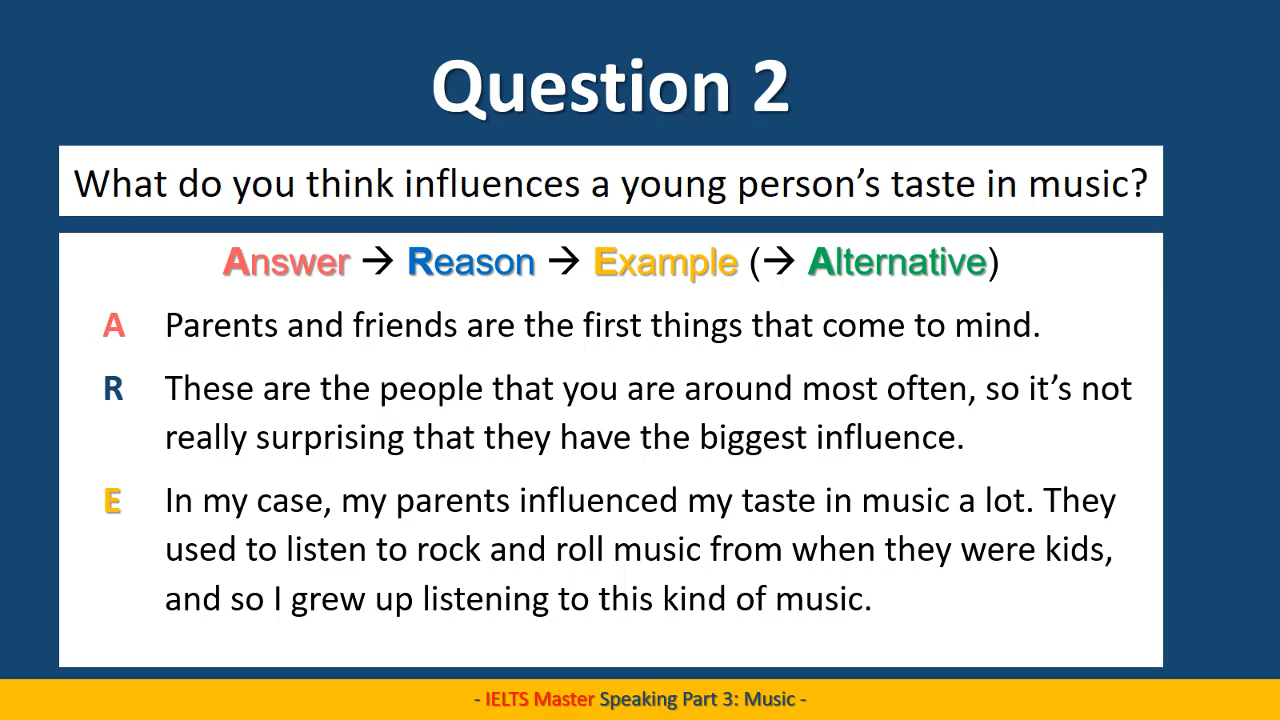 Question 2
What do you think influences a young person’s taste in music?
Answer → Reason → Example (→ Alternative)
A Parents and friends are the first things that come to mind.
R These are the people that you are around most often, so it’s not
really surprising that they have the biggest influence.
E In my case, my parents influenced my taste in music a lot. They
used to listen to rock and roll music from when they were kids,
and so I grew up listening to this kind of music.
- IELTS Master Speaking Part 3: Music -